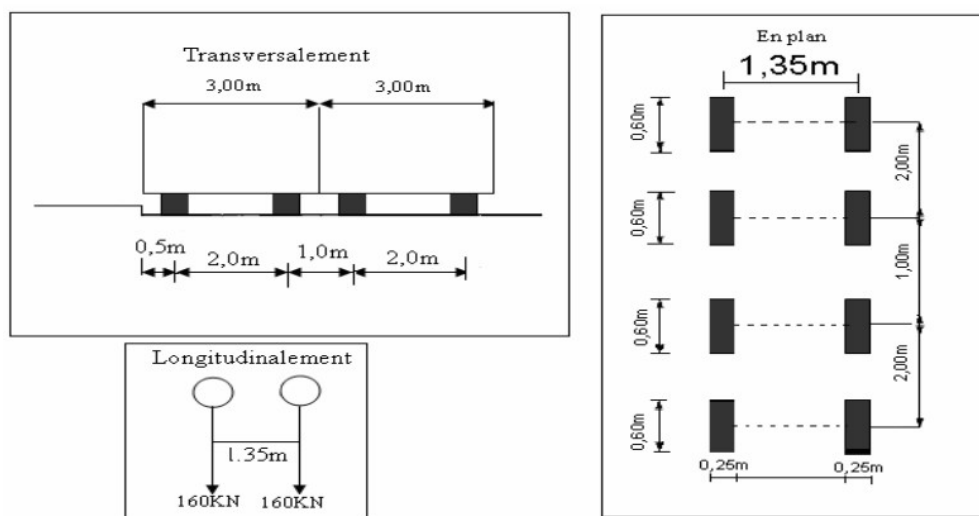 Transversalement
3,00m 3,00m
0,5m 2,0m 1,0m 2,0m
Longitudinalement
1.35m
160KN 160KN
En plan
1,35m
0,60m
2,00m
0,60m
1,00m
0,60m
2,00m
0,60m
0,25m 0,25m